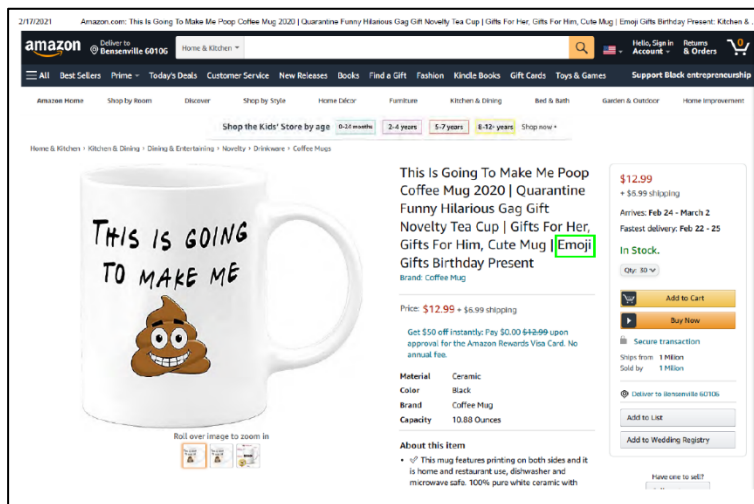 2/17/2021
Amazon.com: This Is Going To Make Me Poop Coffee Mug 2020 | Quarantine Funny Hilarious Gag Gift Novelty Tea Cup | Gifts For Her, Gifts For Him, Cute Mug | Emoji Gifts Birthday Present: Kitchen & ...
amazon
Deliver to
Bensenville 60106
Home & Kitchen
Hello, Sign in
Account
Returns
& Orders
0
All Best Sellers Prime Today's Deals Customer Service New Releases Books Find a Gift Fashion Kindle Books Gift Cards Toys & Games Support Black entrepreneurship
Amazon Home Shop by Room Discover Shop by Style Home Décor Furniture Kitchen & Dining Bed & Bath Garden & Outdoor Home Improvement
Shop the Kids' Store by age 0-24 months 2-4 years 5-7 years 8-12+ years Shop now ›
Home & Kitchen › Kitchen & Dining › Dining & Entertaining › Novelty › Drinkware › Coffee Mugs
THIS IS GOING
TO MAKE ME
Roll over image to zoom in
This Is Going To Make Me Poop
Coffee Mug 2020 | Quarantine
Funny Hilarious Gag Gift
Novelty Tea Cup | Gifts For Her,
Gifts For Him, Cute Mug | Emoji
Gifts Birthday Present
Brand: Coffee Mug
Price: $12.99 + $6.99 shipping
Get $50 off instantly: Pay $0.00 $12.99 upon
approval for the Amazon Rewards Visa Card. No
annual fee.
Material Ceramic
Color Black
Brand Coffee Mug
Capacity 10.88 Ounces
About this item
• ✅ This mug features printing on both sides and it
is home and restaurant use, dishwasher and
microwave safe. 100% pure white ceramic with
$12.99
+ $6.99 shipping
Arrives: Feb 24 - March 2
Fastest delivery: Feb 22 - 25
In Stock.
Qty: 30
Add to Cart
Buy Now
Secure transaction
Ships from 1 Milion
Sold by 1 Milion
Deliver to Bensenville 60106
Add to List
Add to Wedding Registry
Have one to sell?